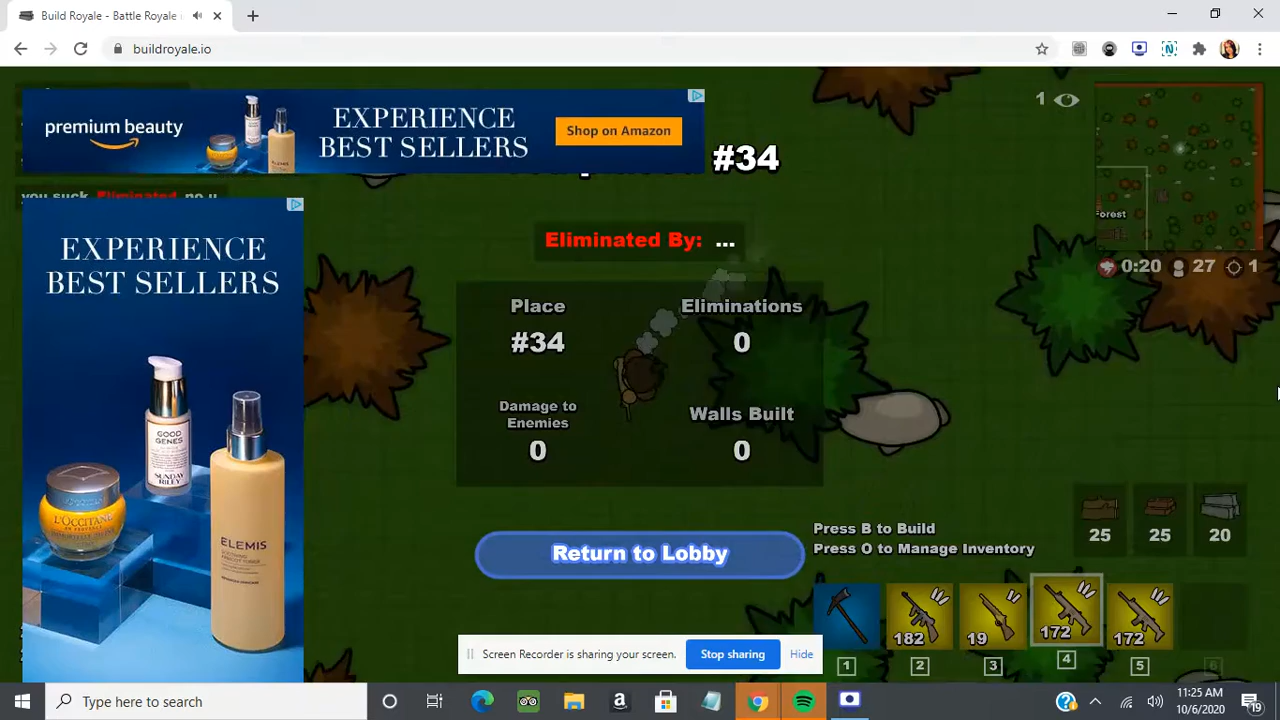 Build Royale - Battle Royale
buildroyale.io
premium beauty
EXPERIENCE
BEST SELLERS
Shop on Amazon
#34
1
you suck Eliminated no u
EXPERIENCE
BEST SELLERS
GOOD
GENES
SUNDAY
RILEY
L'OCCITANE
ELEMIS
Eliminated By: ...
Place
#34
Eliminations
0
Damage to
Enemies
0
Walls Built
0
Forest
0:20 27 1
Return to Lobby
Press B to Build
Press O to Manage Inventory
25 25 20
182 19 172 172
1 2 3 4 5 6
Screen Recorder is sharing your screen. Stop sharing Hide
Type here to search
11:25 AM
10/6/2020
19